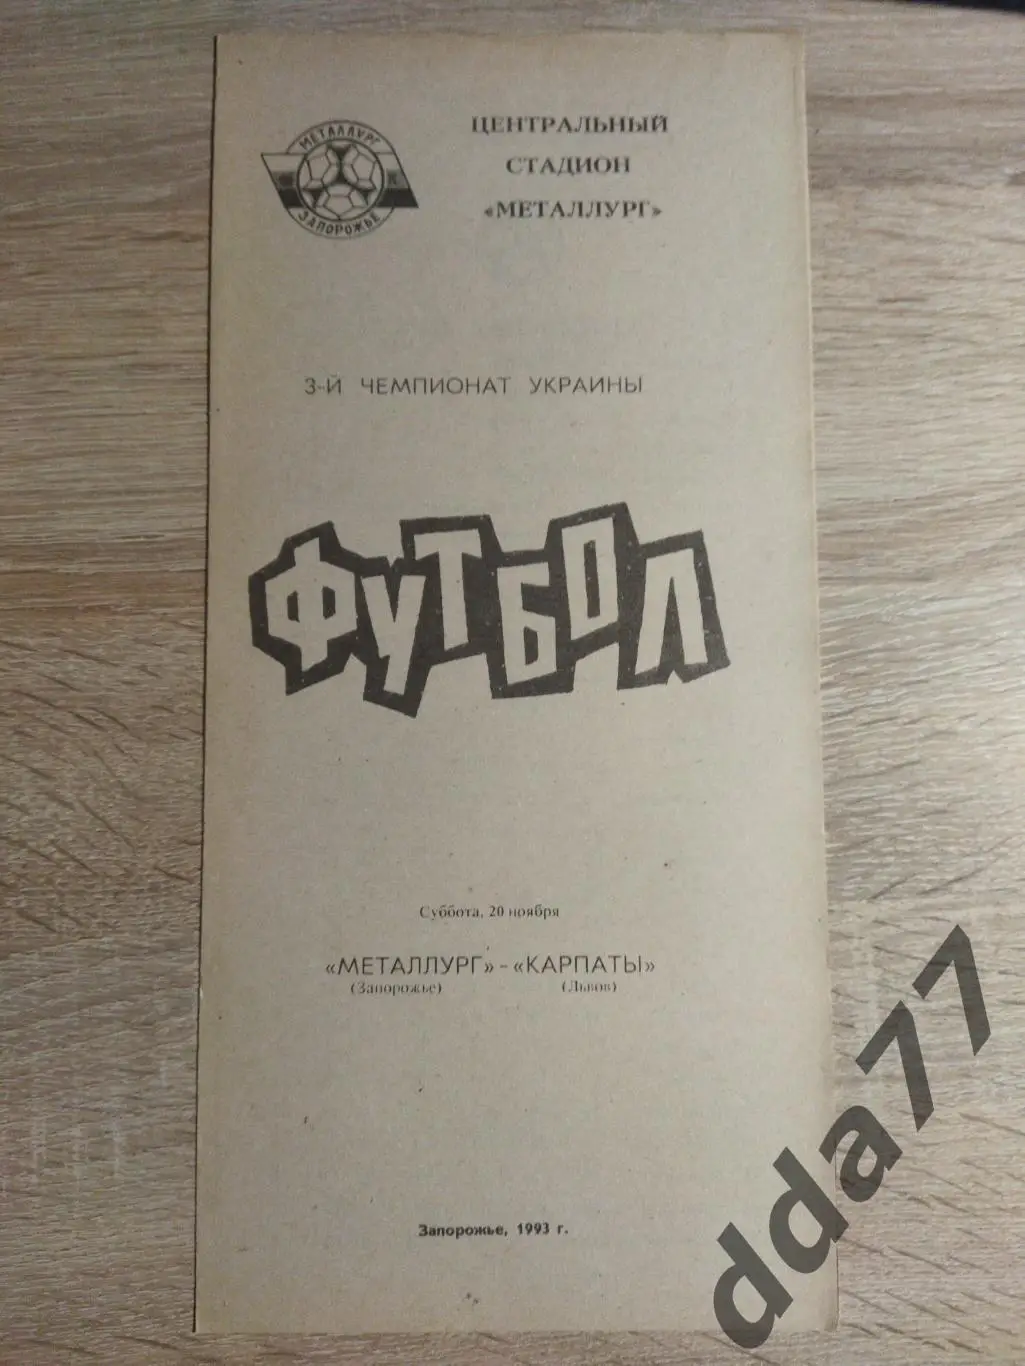 МЕТАЛЛУРГ
ЗАПОРОЖЬЕ
ЦЕНТРАЛЬНЫЙ
СТАДИОН
«МЕТАЛЛУРГ»
3-Й ЧЕМПИОНАТ УКРАИНЫ
ФУТБОЛ
Суббота, 20 ноября
«МЕТАЛЛУРГ» - «КАРПАТЫ»
(Запорожье) (Львов)
Запорожье, 1993 г.
dda77